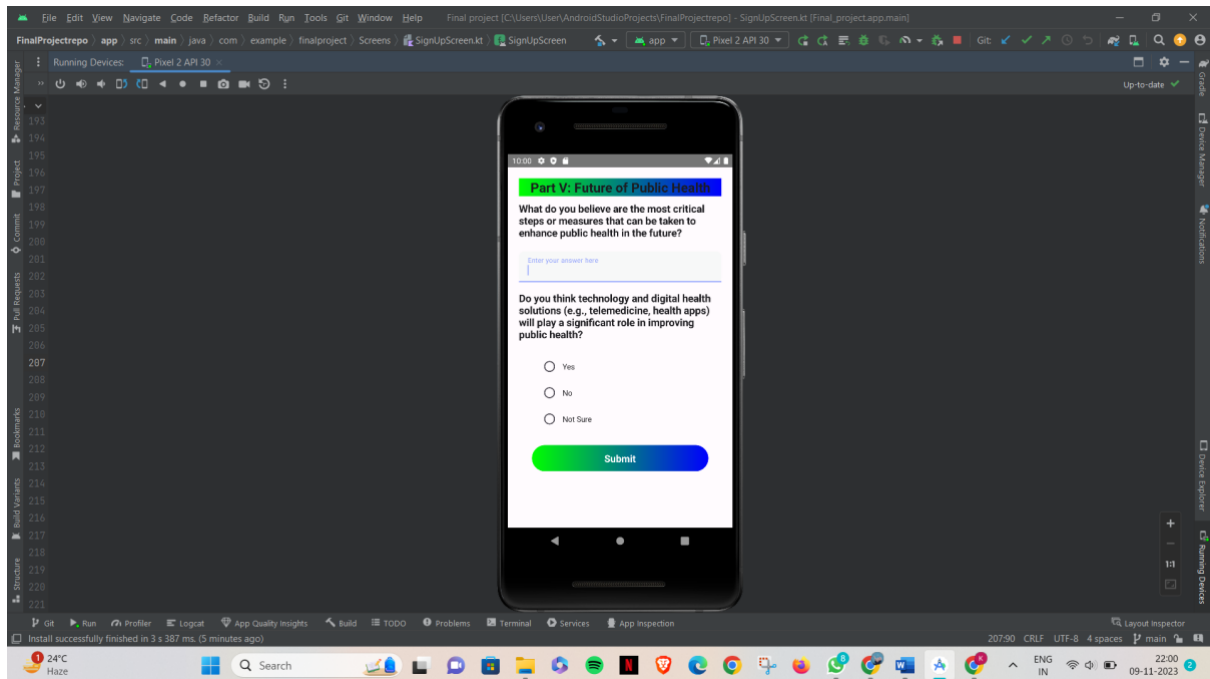 File Edit View Navigate Code Refactor Build Run Tools Git Window Help Final project [C:\Users\User\AndroidStudioProjects\FinalProjectrepo] - SignUpScreen.kt [Final_project.app.main]
FinalProjectrepo app src main java com example finalproject Screens SignUpScreen.kt SignUpScreen app Pixel 2 API 30 Git:
Running Devices: Pixel 2 API 30
Up-to-date
Resource Manager
Project
Commit
Pull Requests
Bookmarks
Build Variants
Structure
193
194
195
196
197
198
199
200
201
202
203
204
205
206
207
208
209
210
211
212
213
214
215
216
217
218
219
220
221
10:00
Part V: Future of Public Health
What do you believe are the most critical
steps or measures that can be taken to
enhance public health in the future?
Enter your answer here
Do you think technology and digital health
solutions (e.g., telemedicine, health apps)
will play a significant role in improving
public health?
Yes
No
Not Sure
Submit
Gradle
Device Manager
Notifications
Device Explorer
Running Devices
1:1
Git Run Profiler Logcat App Quality Insights Build TODO Problems Terminal Services App Inspection Layout Inspector
Install successfully finished in 3 s 387 ms. (5 minutes ago) 207:90 CRLF UTF-8 4 spaces main
1 24°C
Haze
Search
8
ENG
IN
22:00
09-11-2023
2